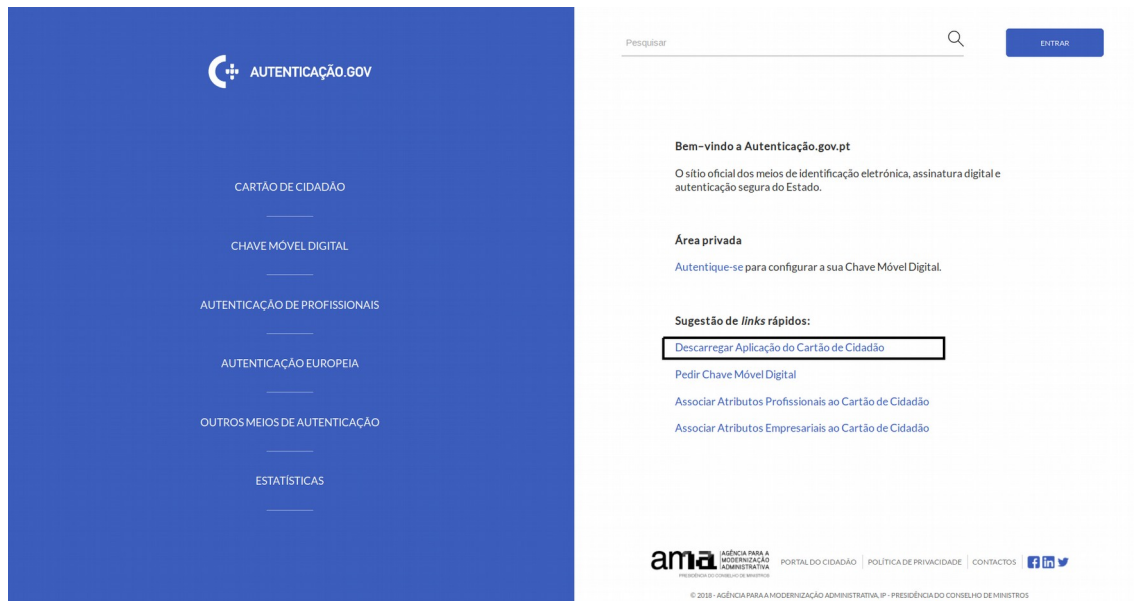 AUTENTICAÇÃO.GOV
CARTÃO DE CIDADÃO
CHAVE MÓVEL DIGITAL
AUTENTICAÇÃO DE PROFISSIONAIS
AUTENTICAÇÃO EUROPEIA
OUTROS MEIOS DE AUTENTICAÇÃO
ESTATÍSTICAS
Pesquisar
ENTRAR
Bem-vindo a Autenticação.gov.pt
O sítio oficial dos meios de identificação eletrónica, assinatura digital e
autenticação segura do Estado.
Área privada
Autentique-se para configurar a sua Chave Móvel Digital.
Sugestão de links rápidos:
Descarregar Aplicação do Cartão de Cidadão
Pedir Chave Móvel Digital
Associar Atributos Profissionais ao Cartão de Cidadão
Associar Atributos Empresariais ao Cartão de Cidadão
ama
AGÊNCIA PARA A
MODERNIZAÇÃO
ADMINISTRATIVA
PRESIDÊNCIA DO CONSELHO DE MINISTROS
PORTAL DO CIDADÃO
POLÍTICA DE PRIVACIDADE
CONTACTOS
© 2018 - AGÊNCIA PARA A MODERNIZAÇÃO ADMINISTRATIVA, IP - PRESIDÊNCIA DO CONSELHO DE MINISTROS